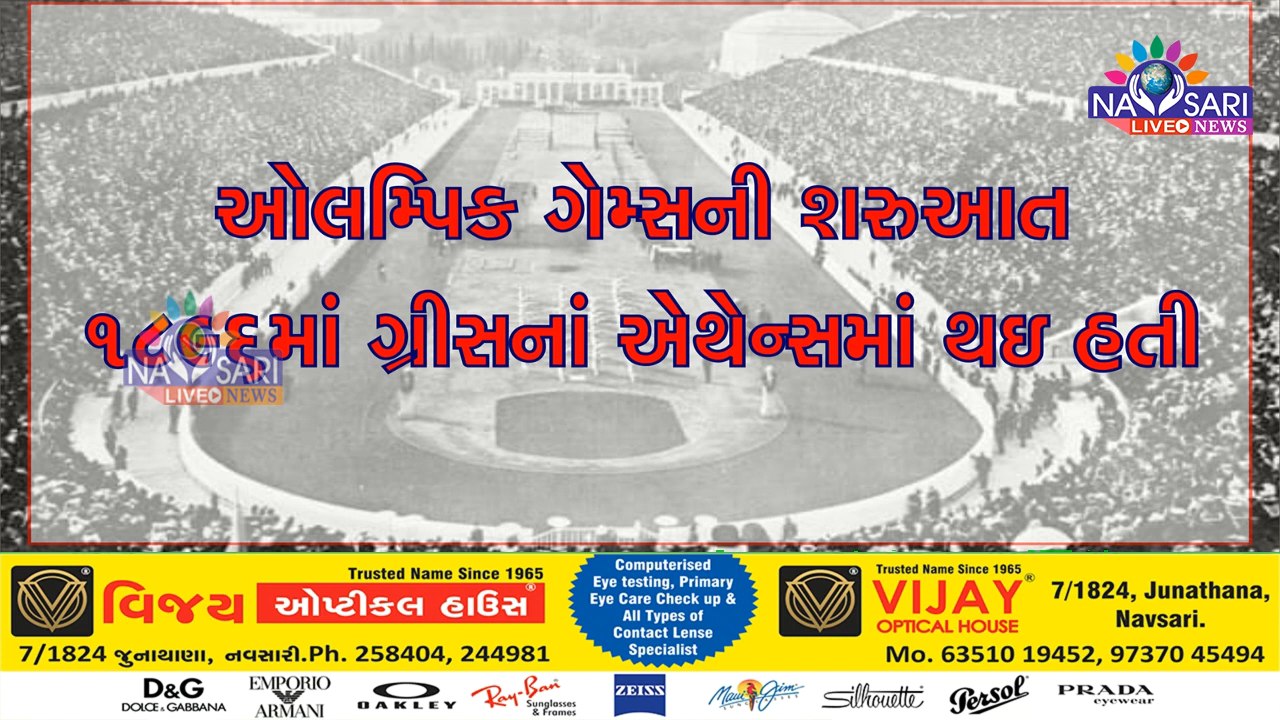 NAVSARI
LIVE NEWS
ઓલમ્પિક ગેમ્સની શરુઆત
૧૮૯૬માં ગ્રીસનાં એથેન્સમાં થઇ હતી
NAVSARI
LIVE NEWS
Trusted Name Since 1965
વિજય ઓપ્ટીકલ હાઉસ®
7/1824 જુનાથાણા, નવસારી.Ph. 258404, 244981
Computerised
Eye testing, Primary
Eye Care Check up &
All Types of
Contact Lense
Specialist
Trusted Name Since 1965
VIJAY®
OPTICAL HOUSE
7/1824, Junathana,
Navsari.
Mo. 63510 19452, 97370 45494
D&G
DOLCE & GABBANA
EMPORIO
ARMANI
OAKLEY
Ray-Ban
Sunglasses
& Frames
ZEISS
Maui Jim
SUNGLASSES
Silhouette
Persol
PRADA
eyewear